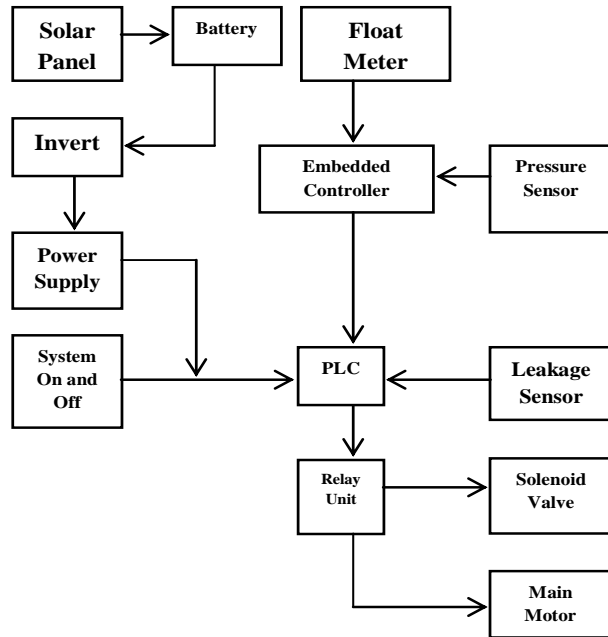 Solar
Panel
Battery
Float
Meter
Invert
Embedded
Controller
Pressure
Sensor
Power
Supply
System
On and
Off
PLC
Leakage
Sensor
Relay
Unit
Solenoid
Valve
Main
Motor